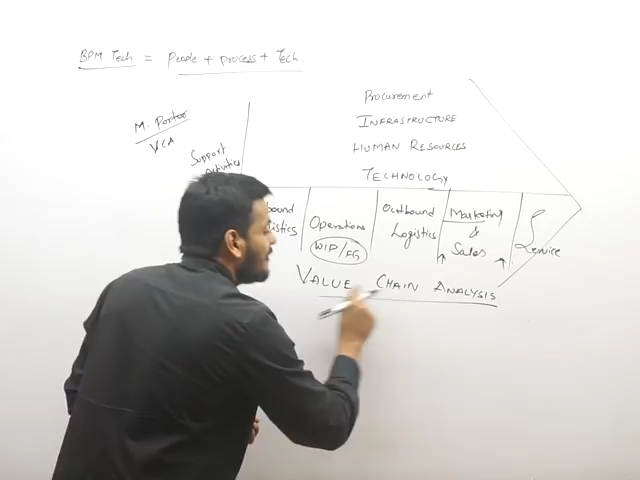 BPM Tech = People + process + Tech.
M. Porter
VCA
Support
Activities
Procurement
INFRASTRUCTURE
HUMAN RESOURCES
TECHNOLOGY
Operations
WIP/FG
Outbound
Logistics
Marketing
&
Sales
Service
VALUE CHAIN ANALYSIS